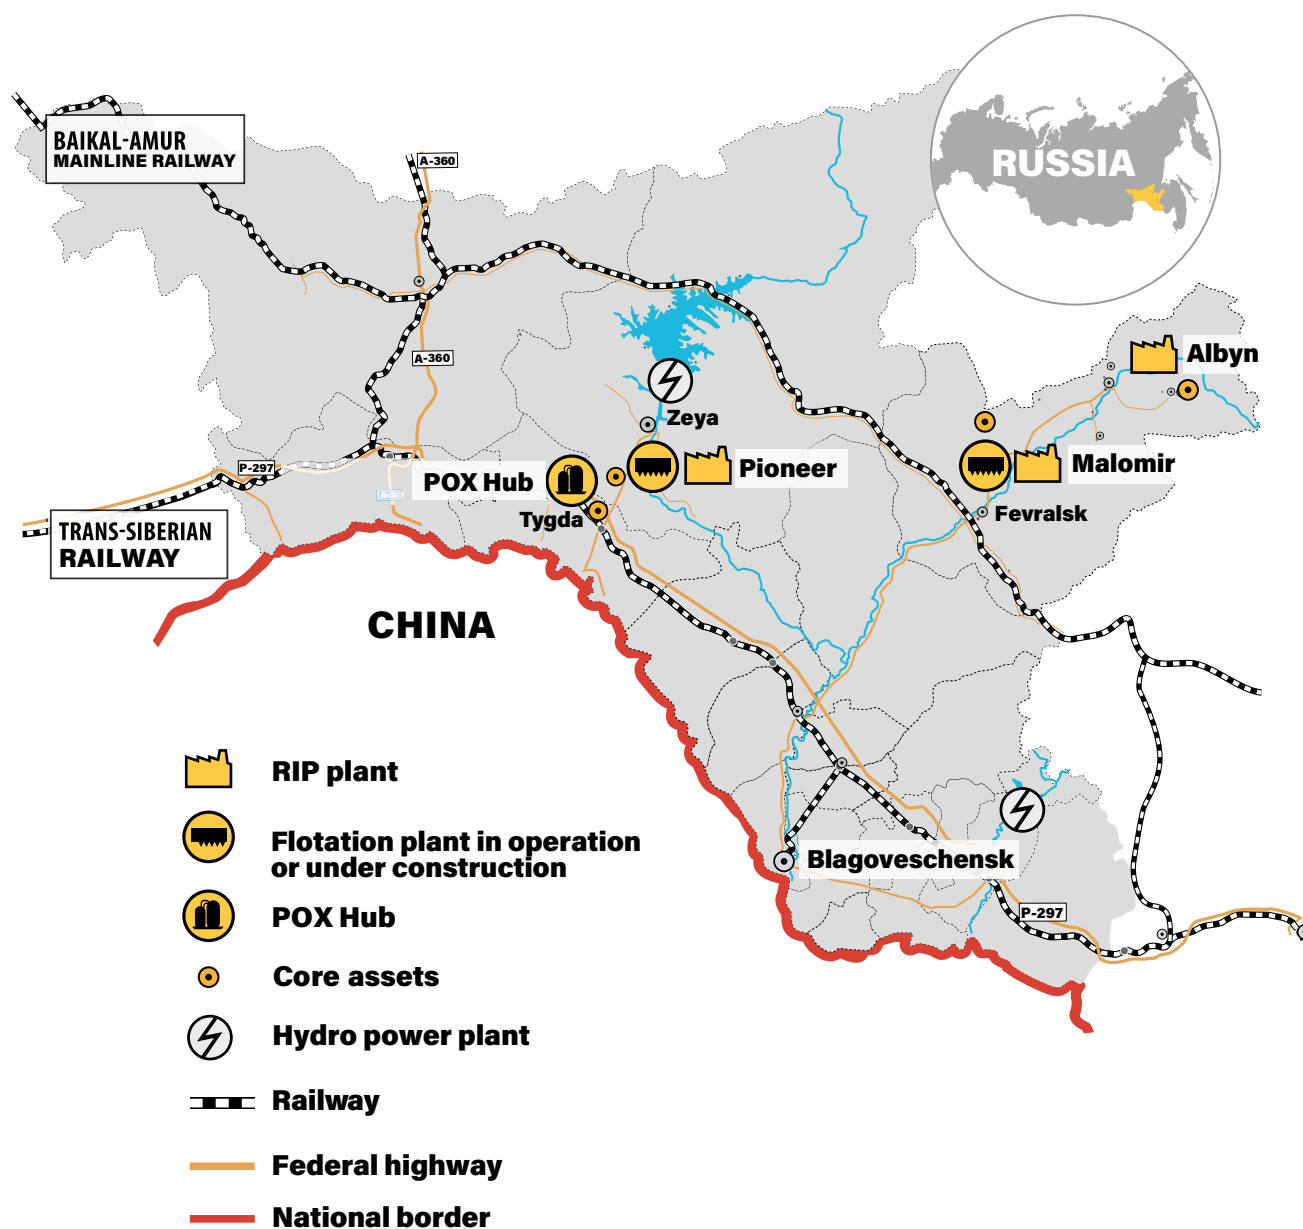 BAIKAL-AMUR
MAINLINE RAILWAY
A-360
RUSSIA
A-360
Albyn
Zeya
P-297
POX Hub
Pioneer
Malomir
Tygda
Fevralsk
TRANS-SIBERIAN
RAILWAY
CHINA
RIP plant
Flotation plant in operation
or under construction
Blagoveschensk
POX Hub
P-297
Core assets
Hydro power plant
Railway
Federal highway
National border